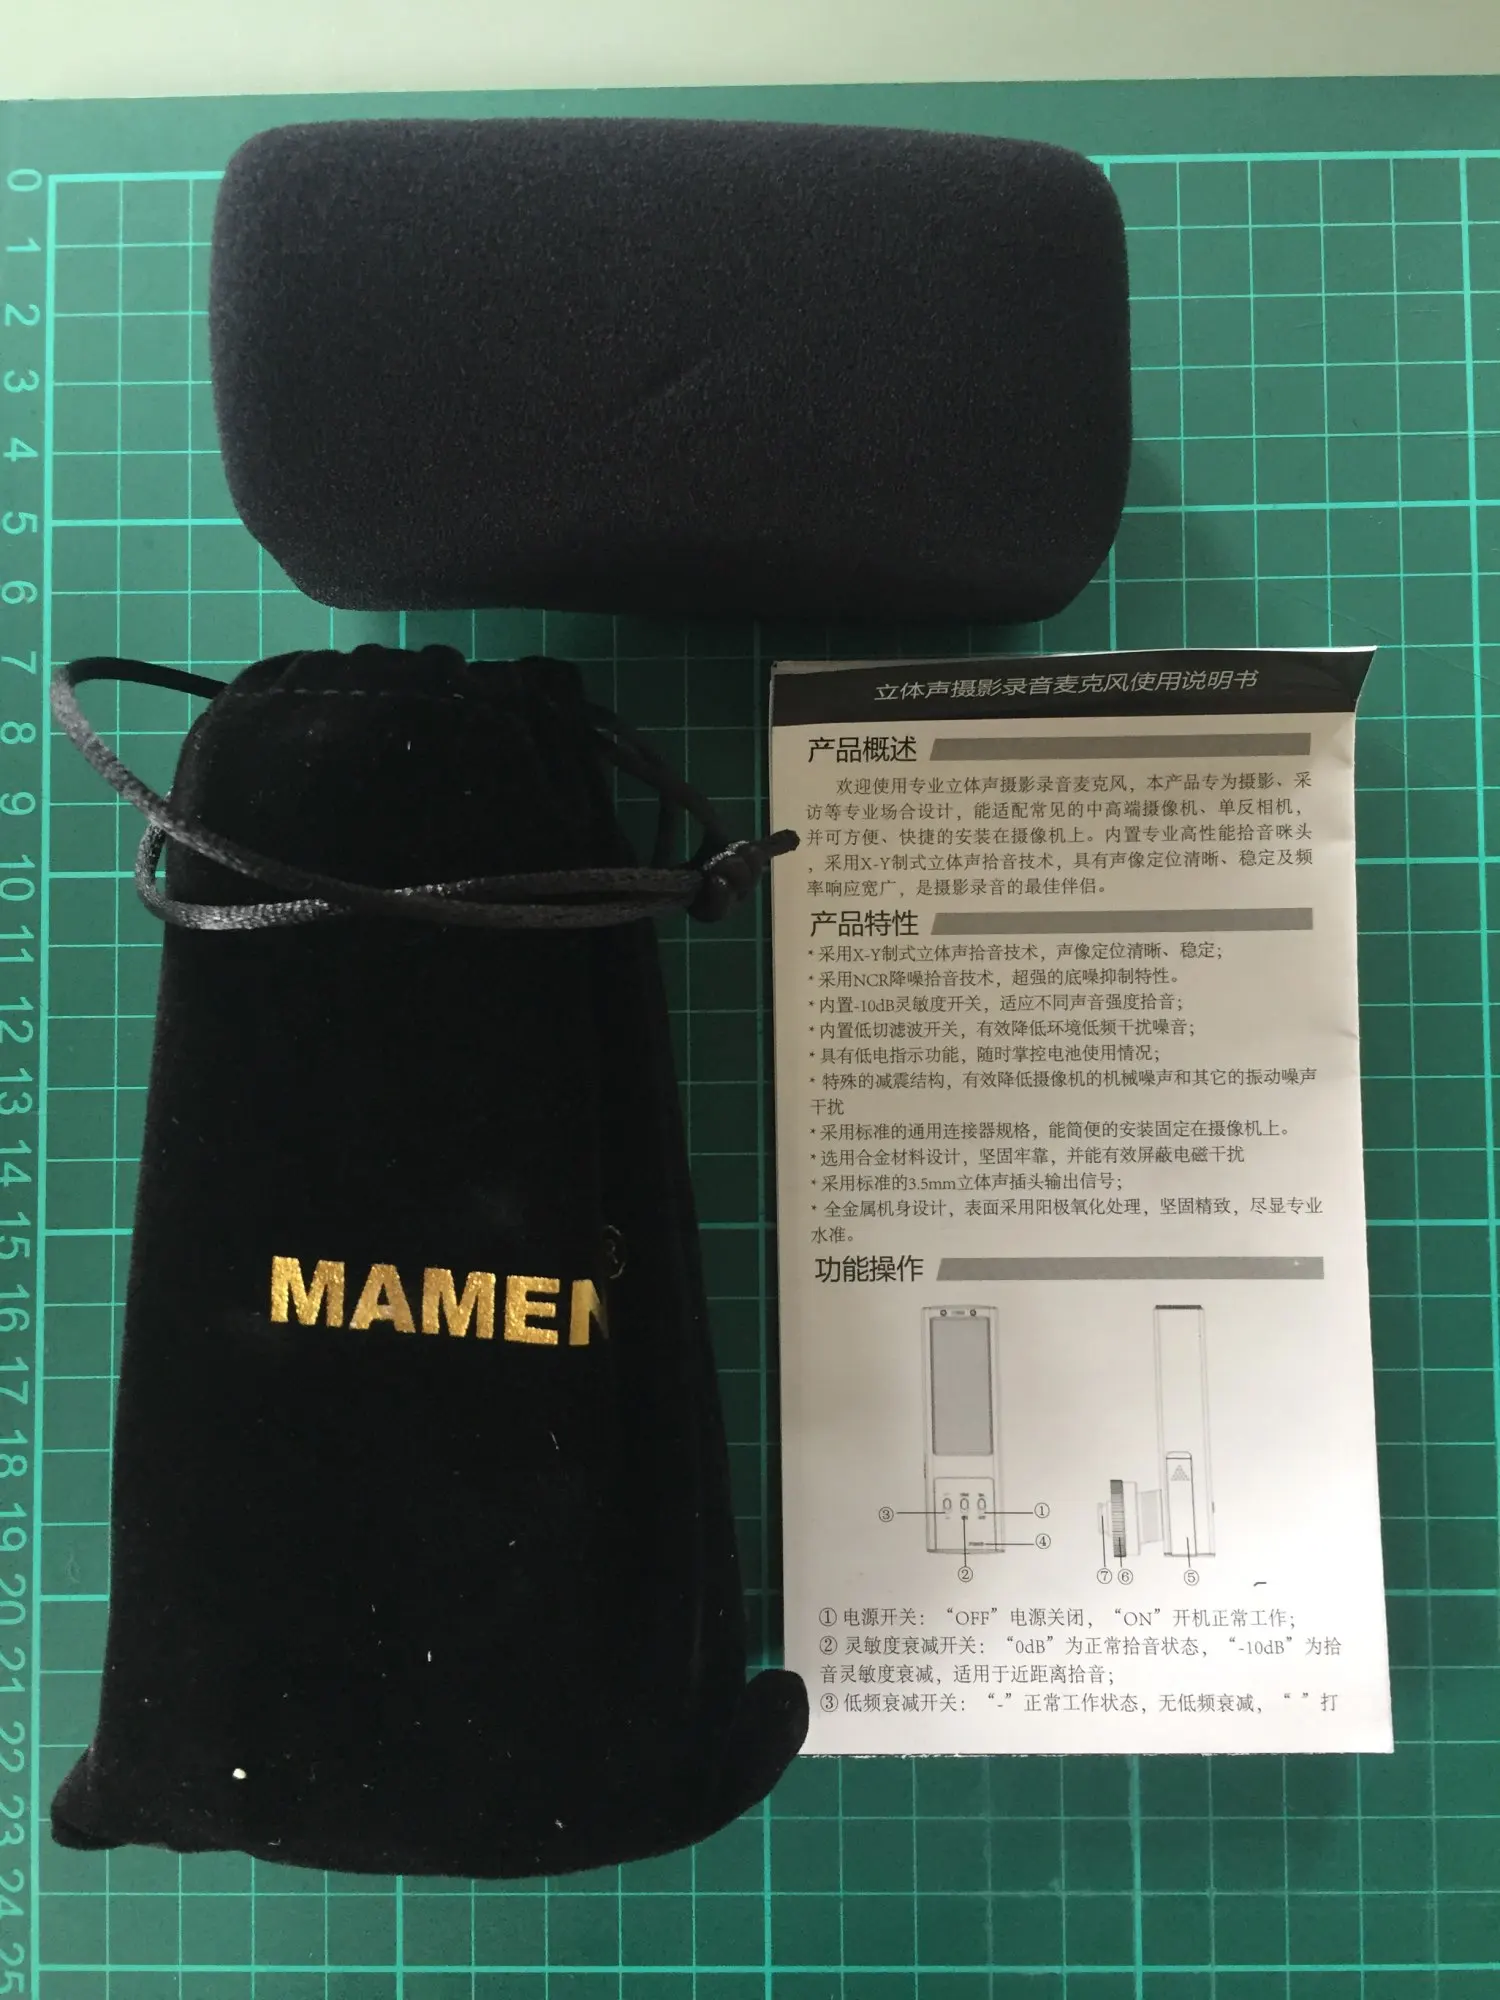 0
1
2
3
4
5
6
7
8
9
10
11
12
13
14
15
16
17
18
19
20
21
22
23
24
25
MAMEN®
立体声摄影录音麦克风使用说明书
产品概述
欢迎使用专业立体声摄影录音麦克风，本产品专为摄影、采
访等专业场合设计，能适配常见的中高端摄像机、单反相机，
并可方便、快捷的安装在摄像机上。内置专业高性能拾音咪头
，采用X-Y制式立体声拾音技术，具有声像定位清晰、稳定及频
率响应宽广，是摄影录音的最佳伴侣。
产品特性
* 采用X-Y制式立体声拾音技术，声像定位清晰、稳定；
* 采用NCR降噪拾音技术，超强的底噪抑制特性。
* 内置-10dB灵敏度开关，适应不同声音强度拾音；
* 内置低切滤波开关，有效降低环境低频干扰噪音；
* 具有低电指示功能，随时掌控电池使用情况；
* 特殊的减震结构，有效降低摄像机的机械噪声和其它的振动噪声
干扰
* 采用标准的通用连接器规格，能简便的安装固定在摄像机上。
* 选用合金材料设计，坚固牢靠，并能有效屏蔽电磁干扰
* 采用标准的3.5mm立体声插头输出信号；
* 全金属机身设计，表面采用阳极氧化处理，坚固精致，尽显专业
水准。
功能操作
③ ①
④
② ⑦ ⑥ ⑤
① 电源开关：“OFF”电源关闭，“ON”开机正常工作；
② 灵敏度衰减开关：“0dB”为正常拾音状态，“-10dB”为拾
音灵敏度衰减，适用于近距离拾音；
③ 低频衰减开关：“-”正常工作状态，无低频衰减，“ ”打